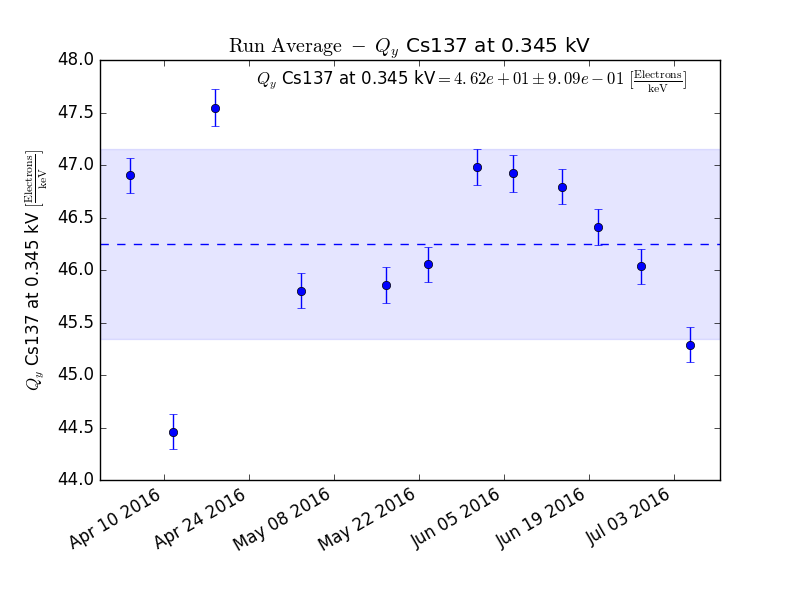 Run Average − Q_y Cs137 at 0.345 kV
Q_y Cs137 at 0.345 kV = 4.62e + 01 ± 9.09e − 01 [Electrons/keV]
Q_y Cs137 at 0.345 kV [Electrons/keV]
48.0
47.5
47.0
46.5
46.0
45.5
45.0
44.5
44.0
Apr 10 2016
Apr 24 2016
May 08 2016
May 22 2016
Jun 05 2016
Jun 19 2016
Jul 03 2016